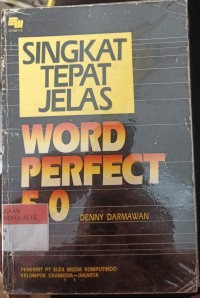 SINGKAT
TEPAT
JELAS
WORD
PERFECT
5.0
DENNY DARMAWAN
PENERBIT PT ELEX MEDIA KOMPUTINDO
KELOMPOK GRAMEDIA–JAKARTA